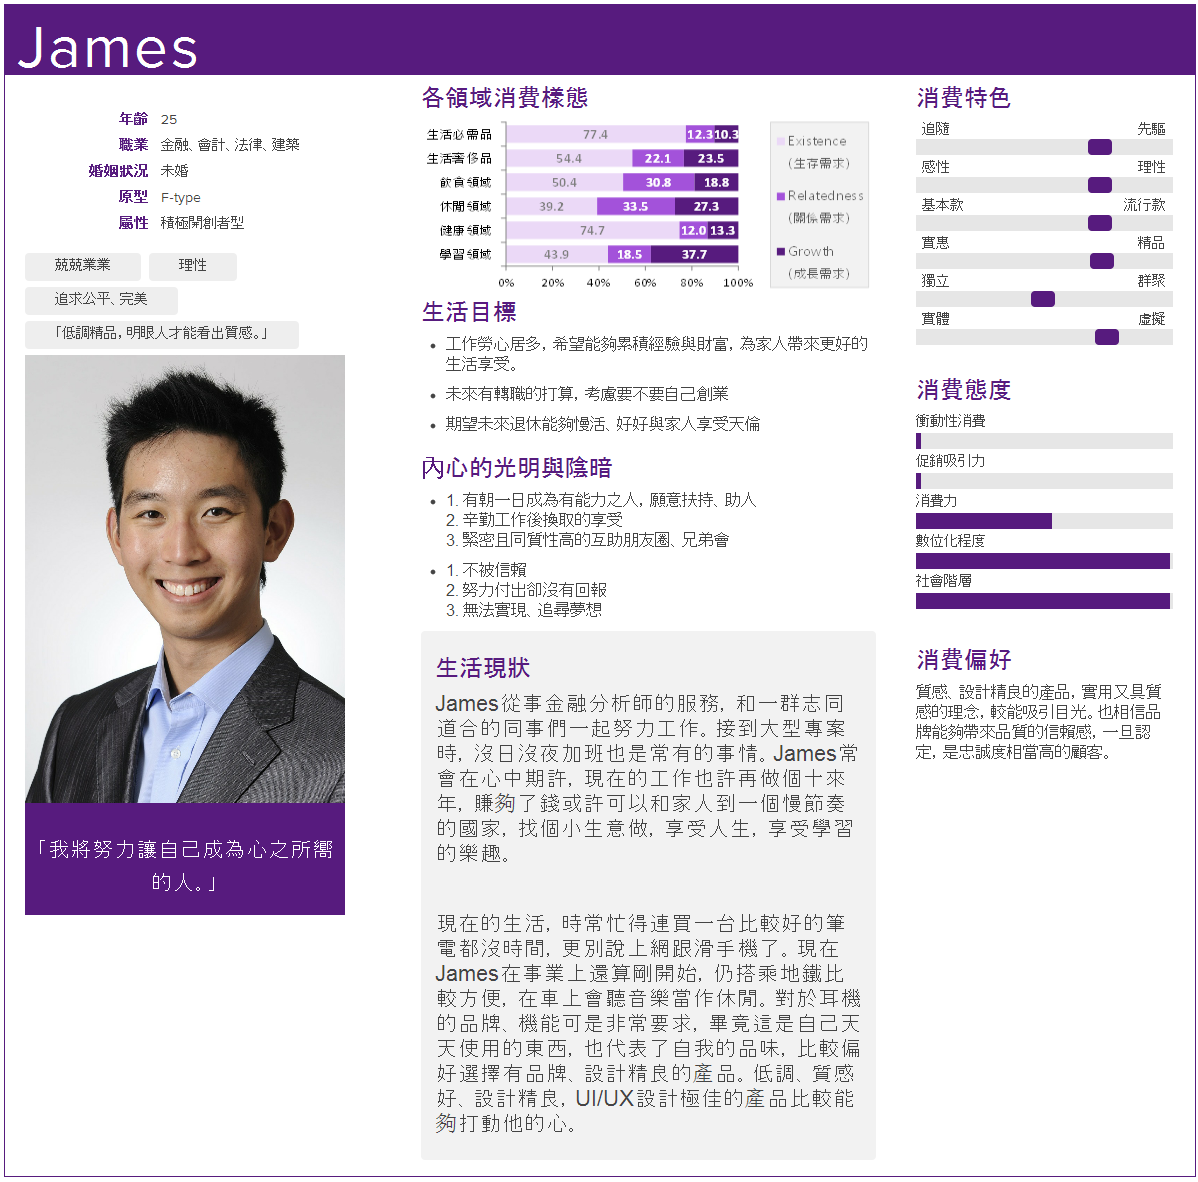 James
年齡 25
職業 金融、會計、法律、建築
婚姻狀況 未婚
原型 F-type
屬性 積極開創者型
兢兢業業 理性
追求公平、完美
「低調精品，明眼人才能看出質感。」
「我將努力讓自己成為心之所嚮
的人。」
各領域消費樣態
生活必需品 77.4 12.3 10.3
生活奢侈品 54.4 22.1 23.5
飲食領域 50.4 30.8 18.8
休閒領域 39.2 33.5 27.3
健康領域 74.7 12.0 13.3
學習領域 43.9 18.5 37.7
0% 20% 40% 60% 80% 100%
Existence
(生存需求)
Relatedness
(關係需求)
Growth
(成長需求)
生活目標
• 工作勞心居多，希望能夠累積經驗與財富，為家人帶來更好的
生活享受。
• 未來有轉職的打算，考慮要不要自己創業
• 期望未來退休能夠慢活、好好與家人享受天倫
內心的光明與陰暗
• 1. 有朝一日成為有能力之人，願意扶持、助人
2. 辛勤工作後換取的享受
3. 緊密且同質性高的互助朋友圈、兄弟會
• 1. 不被信賴
2. 努力付出卻沒有回報
3. 無法實現、追尋夢想
生活現狀
James從事金融分析師的服務，和一群志同
道合的同事們一起努力工作。接到大型專案
時，沒日沒夜加班也是常有的事情。James常
會在心中期許，現在的工作也許再做個十來
年，賺夠了錢或許可以和家人到一個慢節奏
的國家，找個小生意做，享受人生，享受學習
的樂趣。
現在的生活，時常忙得連買一台比較好的筆
電都沒時間，更別說上網跟滑手機了。現在
James在事業上還算剛開始，仍搭乘地鐵比
較方便，在車上會聽音樂當作休閒。對於耳機
的品牌、機能可是非常要求，畢竟這是自己天
天使用的東西，也代表了自我的品味，比較偏
好選擇有品牌、設計精良的產品。低調、質感
好、設計精良，UI/UX設計極佳的產品比較能
夠打動他的心。
消費特色
追隨 先驅
感性 理性
基本款 流行款
實惠 精品
獨立 群聚
實體 虛擬
消費態度
衝動性消費
促銷吸引力
消費力
數位化程度
社會階層
消費偏好
質感、設計精良的產品，實用又具質
感的理念，較能吸引目光。也相信品
牌能夠帶來品質的信賴感，一旦認
定，是忠誠度相當高的顧客。